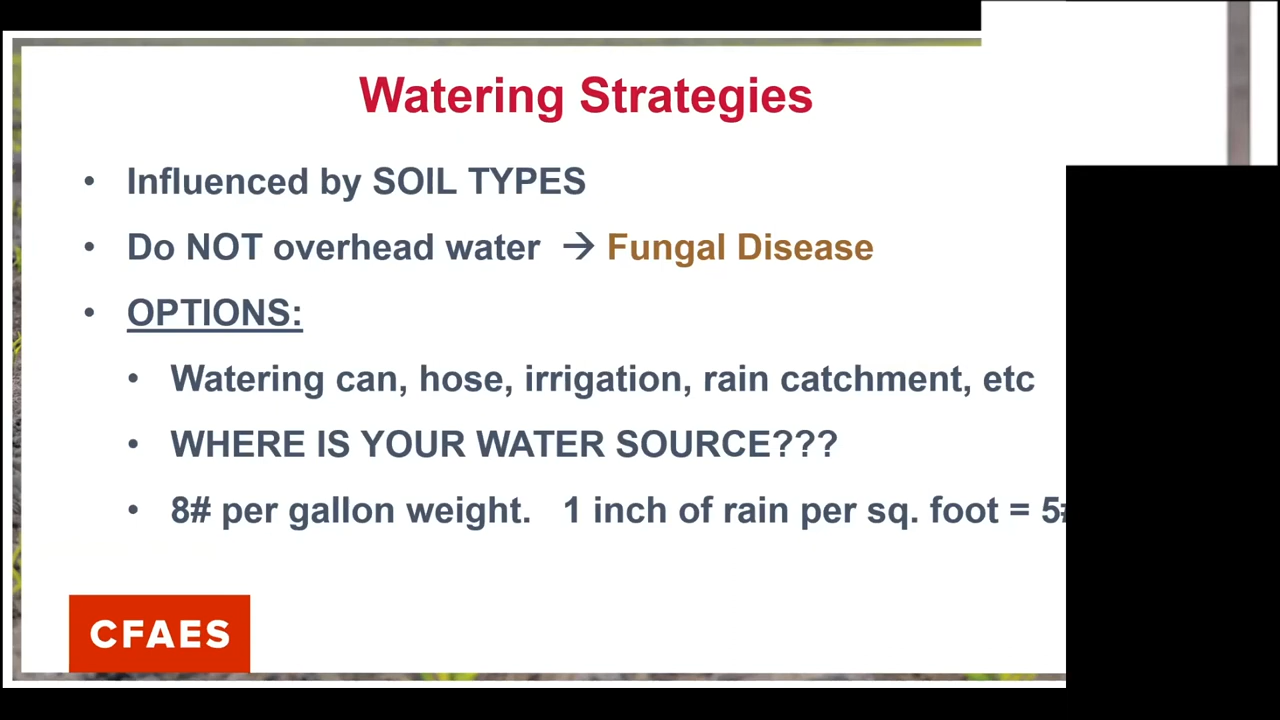 Watering Strategies
• Influenced by SOIL TYPES
• Do NOT overhead water → Fungal Disease
• OPTIONS:
• Watering can, hose, irrigation, rain catchment, etc
• WHERE IS YOUR WATER SOURCE???
• 8# per gallon weight. 1 inch of rain per sq. foot = 5#
CFAES